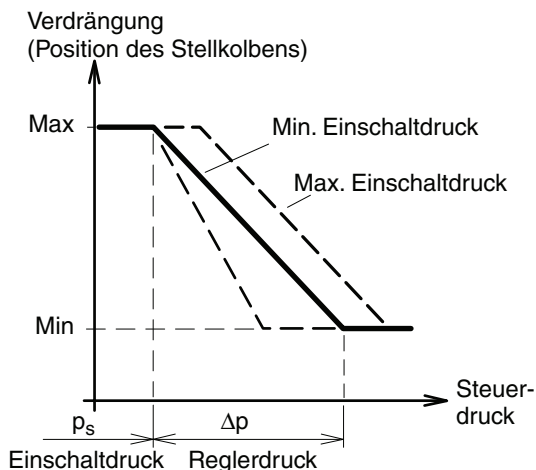 Verdrängung
(Position des Stellkolbens)
Max
Min. Einschaltdruck
Max. Einschaltdruck
Min
Steuer-
druck
ps
Δp
Einschaltdruck
Reglerdruck